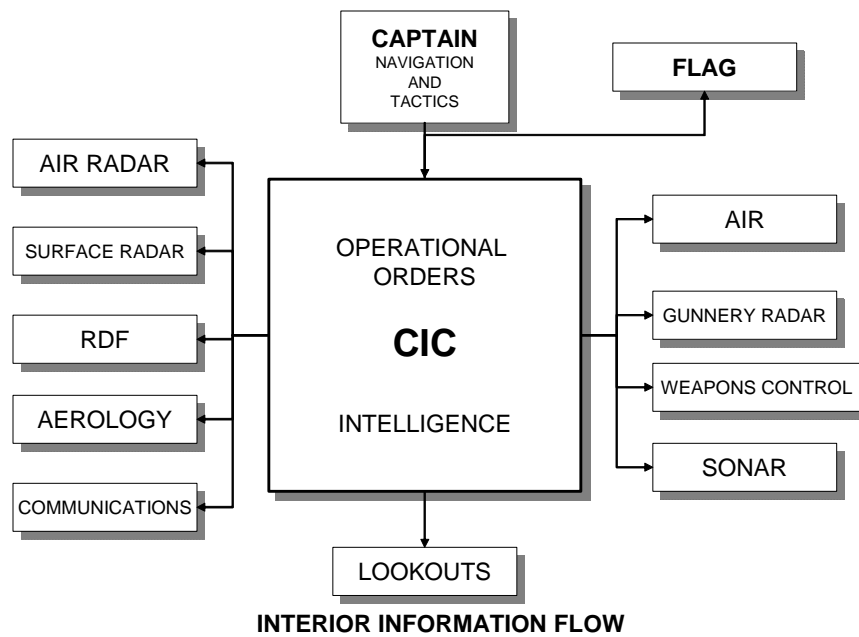 CAPTAIN
NAVIGATION
AND
TACTICS
FLAG
AIR RADAR
SURFACE RADAR
RDF
AEROLOGY
COMMUNICATIONS
OPERATIONAL
ORDERS
CIC
INTELLIGENCE
AIR
GUNNERY RADAR
WEAPONS CONTROL
SONAR
LOOKOUTS
INTERIOR INFORMATION FLOW